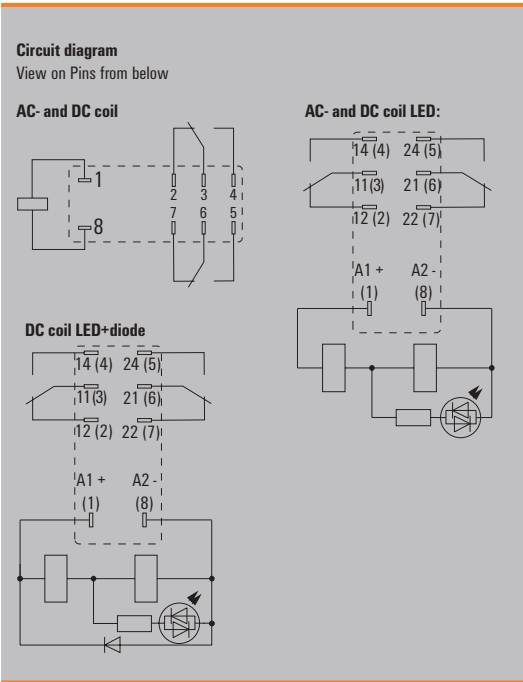 Circuit diagram
View on Pins from below
AC- and DC coil
1
8
2 3 4
7 6 5
AC- and DC coil LED:
14 (4) 24 (5)
11(3) 21 (6)
12 (2) 22 (7)
A1 + A2 -
(1) (8)
DC coil LED+diode
14 (4) 24 (5)
11(3) 21 (6)
12 (2) 22 (7)
A1 + A2 -
(1) (8)